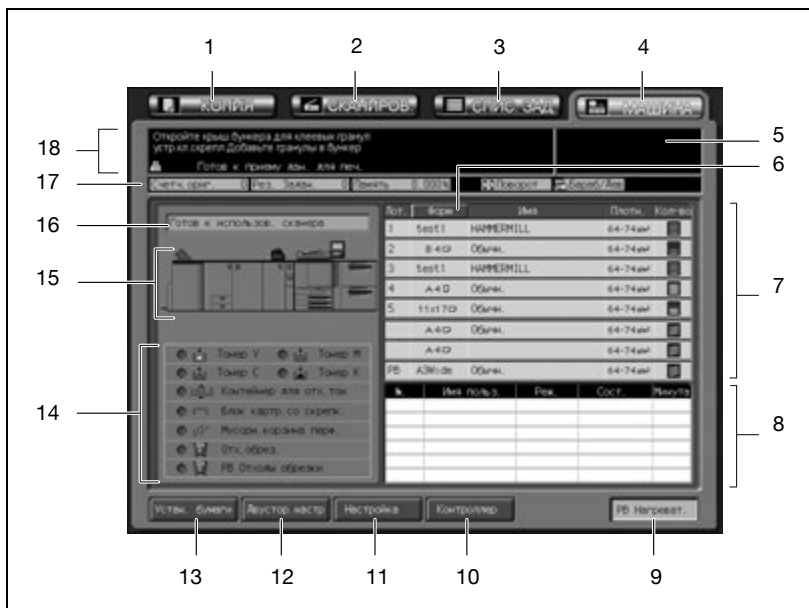 1 2 3 4
КОПИЯ СКАНИРОВ. СПИС. ЗАД. МАШИНА
Откройте крыш бункера для клеевых гранул
устр кл.скрепл.Добавьте гранулы в бункер
Готов к приему дан. для печ.
18
5
6
17
Счетч.ориг. 0 Рез. Задан. 0 Память 0.000% Поворот Бараб/Лев
16
Готов к использов. сканера
Лот. Форм Имя Плотн. Кол-во
1 test1 HAMMERMILL 64-74г/м²
2 B4 Обычн. 64-74г/м²
3 test1 HAMMERMILL 64-74г/м²
4 A4 Обычн. 64-74г/м²
5 11x17 Обычн. 64-74г/м²
A4 Обычн. 64-74г/м²
A4 64-74г/м²
PB A3Wide Обычн. 64-74г/м²
15
7
14
Тонер Y Тонер M
Тонер C Тонер K
Контейнер для отх.тон
Блок картр.со скрепк.
Мусорн.корзина перф.
Отх.обрез.
PB Отходы обрезки
№ Имя польз. Реж. Сост. Минута
8
Устан. бумаги Двустор.настр Настройка Контроллер PB Нагреват.
13 12 11 10 9